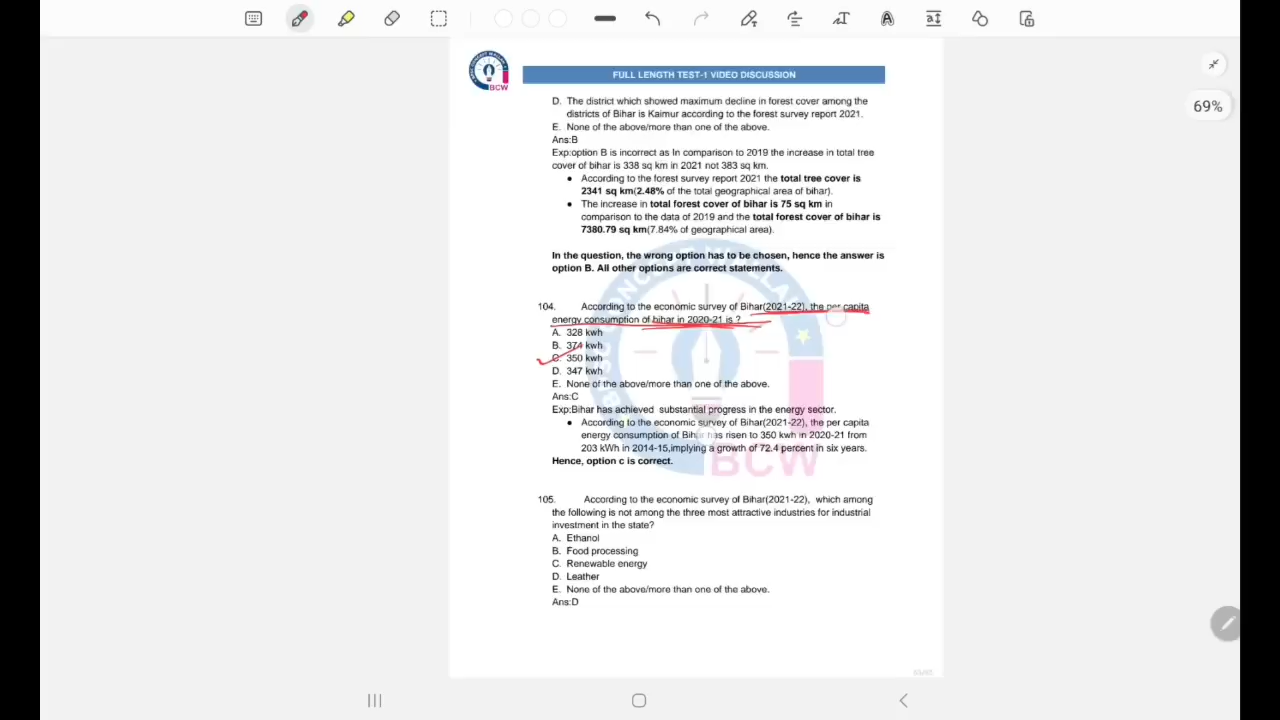 69%
BCW
FULL LENGTH TEST-1 VIDEO DISCUSSION
D. The district which showed maximum decline in forest cover among the
districts of Bihar is Kaimur according to the forest survey report 2021.
E. None of the above/more than one of the above.
Ans:B
Exp:option B is incorrect as In comparison to 2019 the increase in total tree
cover of bihar is 338 sq km in 2021 not 383 sq km.
• According to the forest survey report 2021 the total tree cover is
2341 sq km(2.48% of the total geographical area of bihar).
• The increase in total forest cover of bihar is 75 sq km in
comparison to the data of 2019 and the total forest cover of bihar is
7380.79 sq km(7.84% of geographical area).
In the question, the wrong option has to be chosen, hence the answer is
option B. All other options are correct statements.
104. According to the economic survey of Bihar(2021-22), the per capita
energy consumption of bihar in 2020-21 is ?
A. 328 kwh
B. 374 kwh
C. 350 kwh
D. 347 kwh
E. None of the above/more than one of the above.
Ans:C
Exp:Bihar has achieved substantial progress in the energy sector.
• According to the economic survey of Bihar(2021-22), the per capita
energy consumption of Bihar has risen to 350 kwh in 2020-21 from
203 kWh in 2014-15,implying a growth of 72.4 percent in six years.
Hence, option c is correct.
BCW
105. According to the economic survey of Bihar(2021-22), which among
the following is not among the three most attractive industries for industrial
investment in the state?
A. Ethanol
B. Food processing
C. Renewable energy
D. Leather
E. None of the above/more than one of the above.
Ans:D